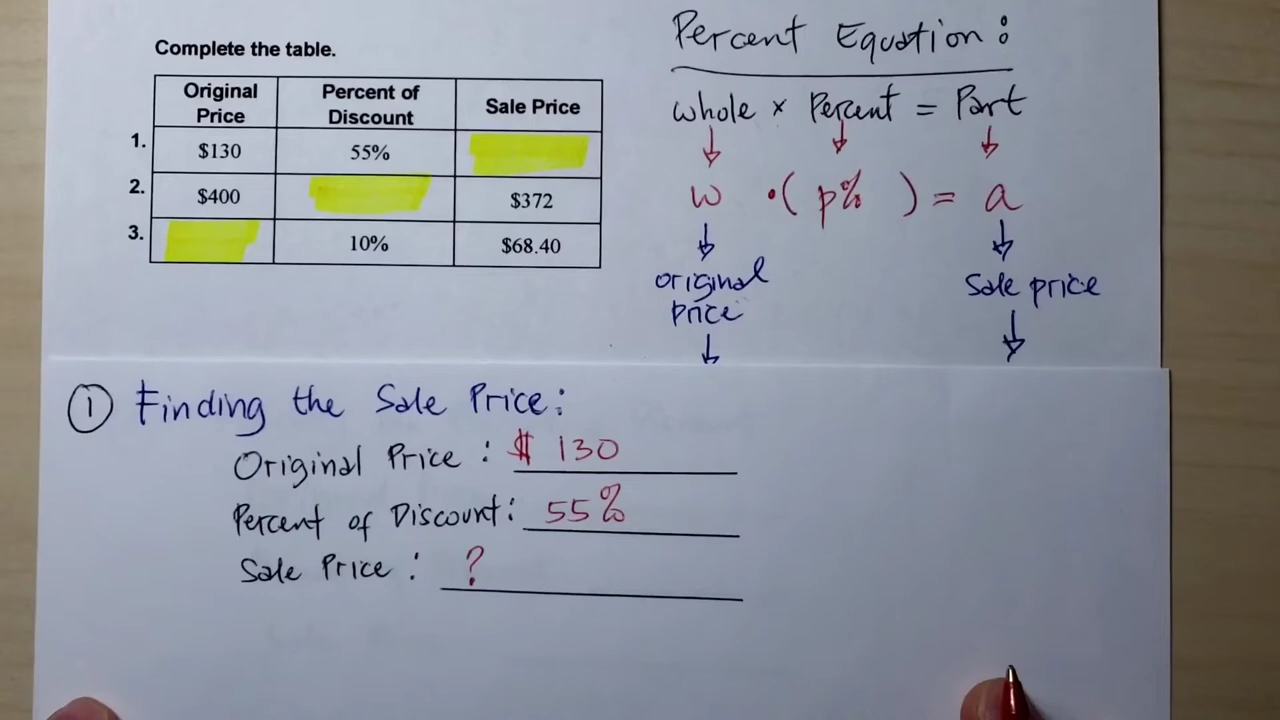 Complete the table.
Original Price Percent of Discount Sale Price
1. $130 55%
2. $400 $372
3. 10% $68.40
Percent Equation:
whole × Percent = Part
w • ( p% ) = a
original price
Sale price
① Finding the Sale Price:
Original Price: $ 130
Percent of Discount: 55%
Sale Price: ?